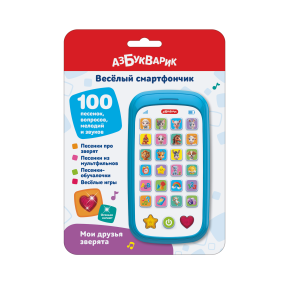 АЗБУКВАРИК
Весёлый смартфончик
100
песенок,
вопросов,
мелодий
и звуков
Песенки про
зверят
Песенки из
мультфильмов
Песенки-
обучалочки
Весёлые игры
Мои друзья
зверята